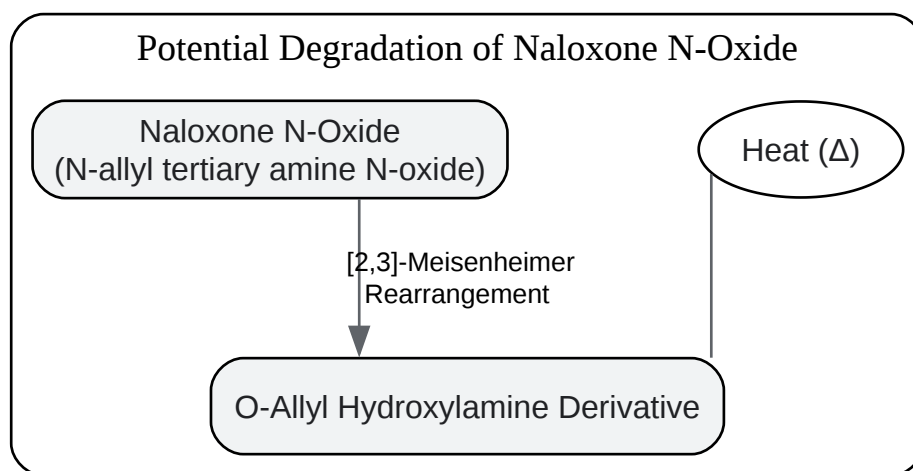 Potential Degradation of Naloxone N-Oxide
Naloxone N-Oxide
(N-allyl tertiary amine N-oxide)
Heat (Δ)
[2,3]-Meisenheimer
Rearrangement
O-Allyl Hydroxylamine Derivative